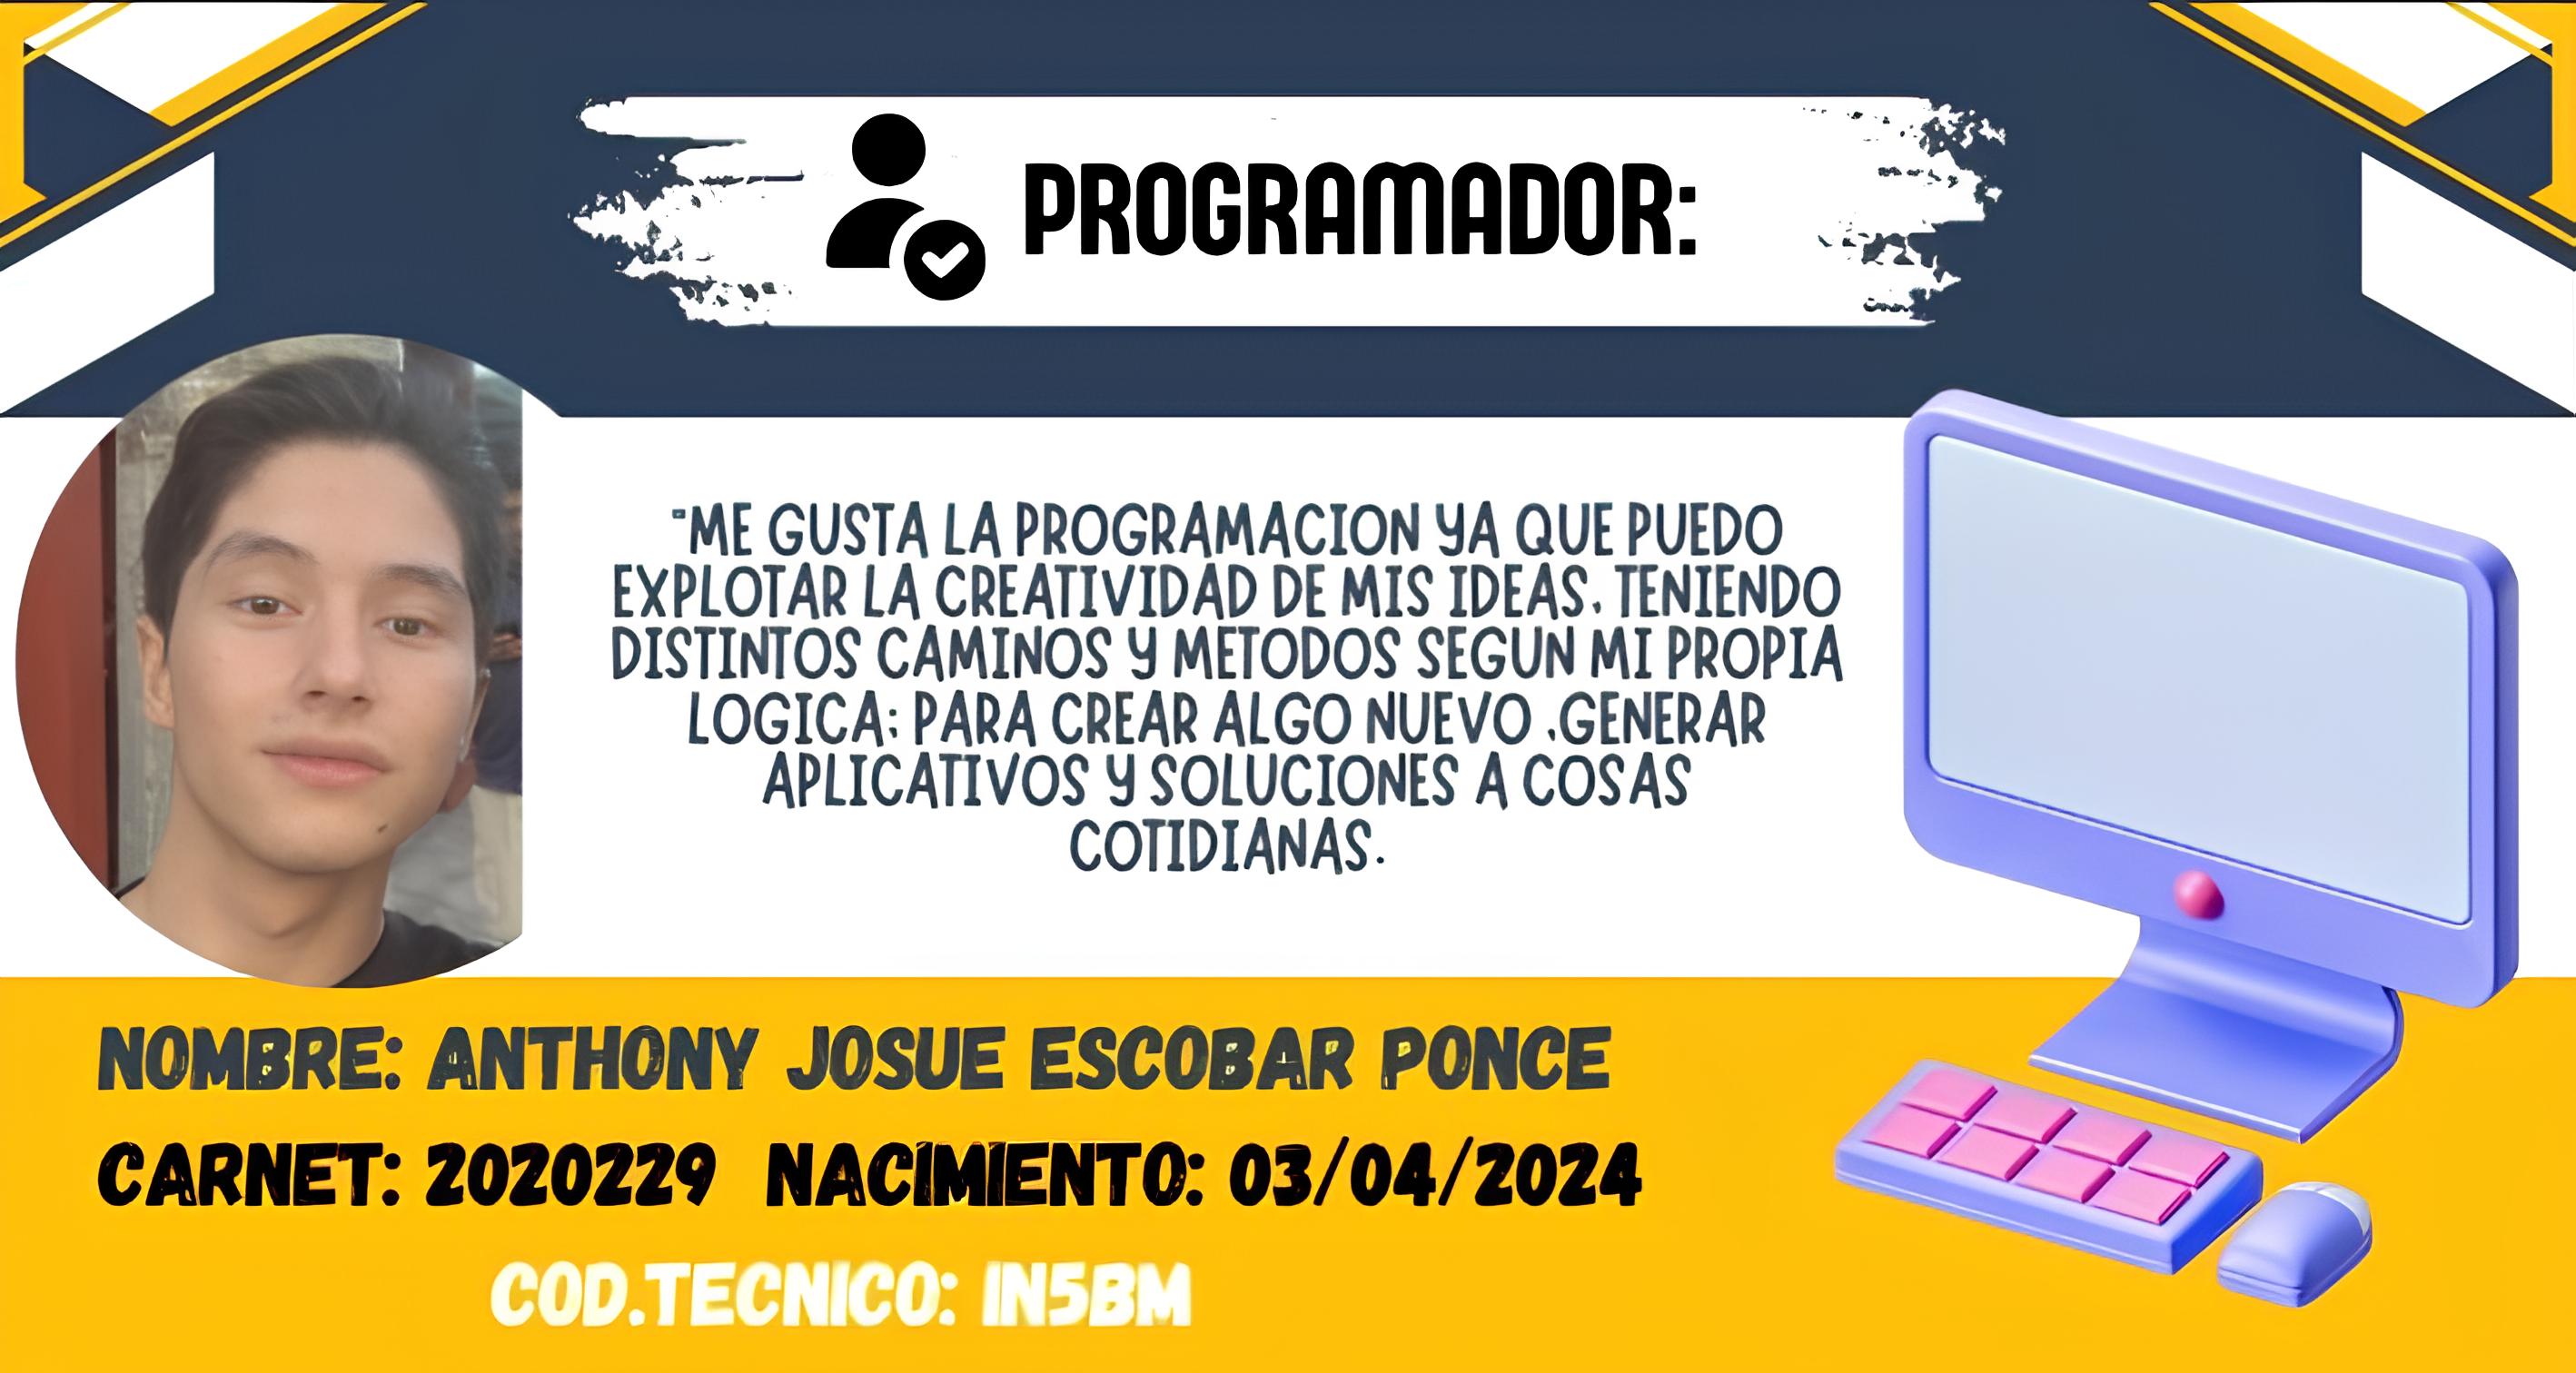 PROGRAMADOR:
"ME GUSTA LA PROGRAMACION YA QUE PUEDO
EXPLOTAR LA CREATIVIDAD DE MIS IDEAS, TENIENDO
DISTINTOS CAMINOS Y METODOS SEGUN MI PROPIA
LOGICA; PARA CREAR ALGO NUEVO ,GENERAR
APLICATIVOS Y SOLUCIONES A COSAS
COTIDIANAS.
NOMBRE: ANTHONY JOSUE ESCOBAR PONCE
CARNET: 2020229 NACIMIENTO: 03/04/2024
COD.TECNICO: IN5BM